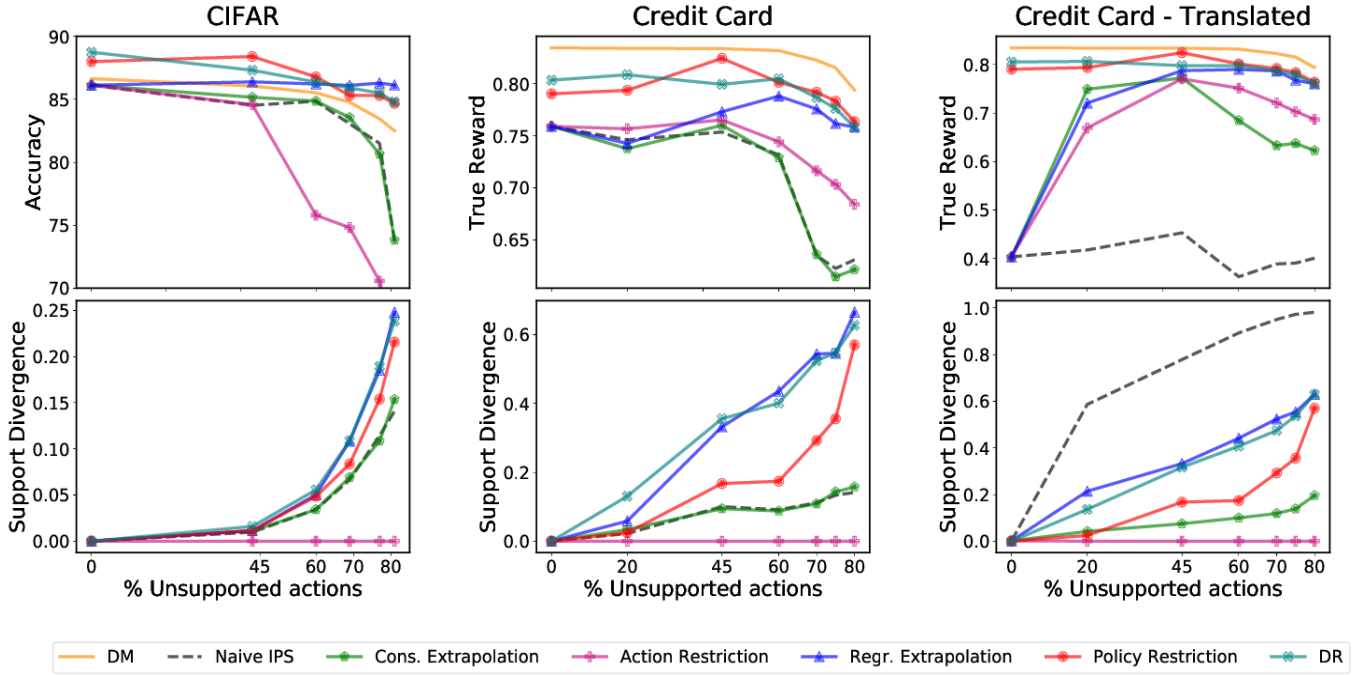 CIFAR
Credit Card
Credit Card - Translated
90
85
80
75
70
Accuracy
0.80
0.75
0.70
0.65
True Reward
0.8
0.7
0.6
0.5
0.4
True Reward
0.25
0.20
0.15
0.10
0.05
0.00
Support Divergence
0 45 60 70 80
% Unsupported actions
0.6
0.4
0.2
0.0
Support Divergence
0 20 45 60 70 80
% Unsupported actions
1.0
0.8
0.6
0.4
0.2
0.0
Support Divergence
0 20 45 60 70 80
% Unsupported actions
DM Naive IPS Cons. Extrapolation Action Restriction Regr. Extrapolation Policy Restriction DR